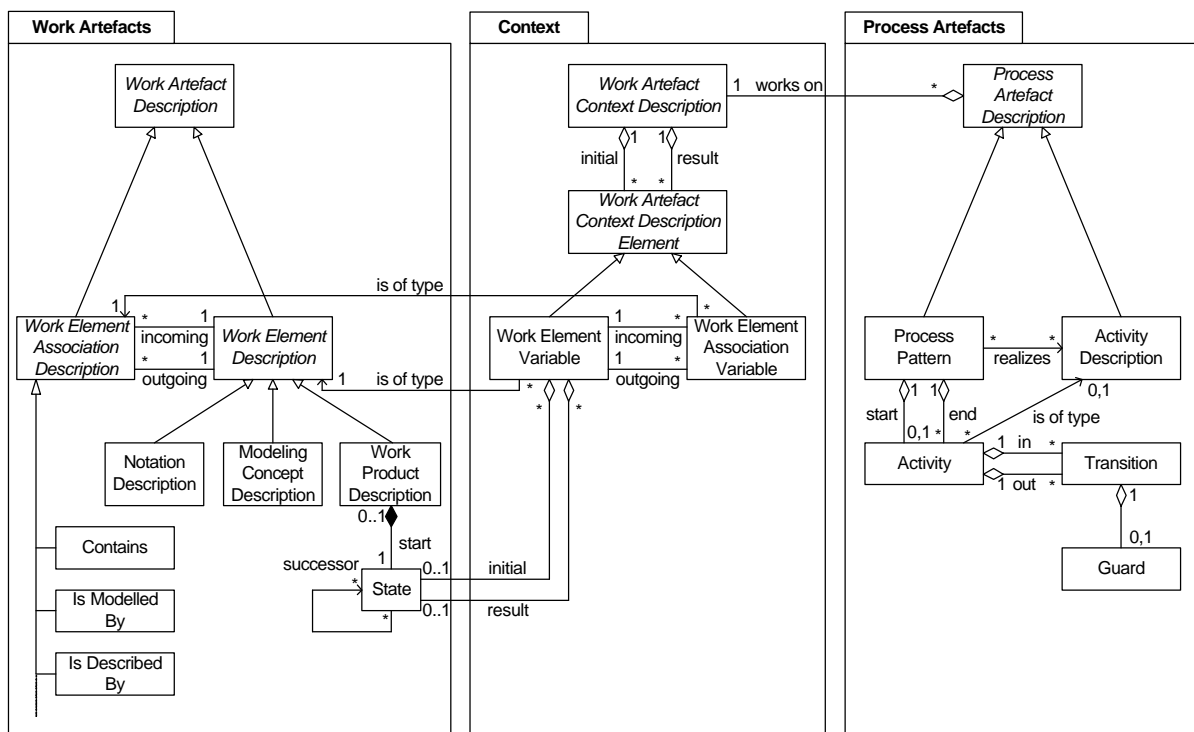 Work Artefacts
Context
Process Artefacts
Work Artefact
Description
Work Artefact
Context Description
1 works on *
Process
Artefact
Description
1 1
initial result
* *
Work Artefact
Context Description
Element
is of type
1 *
Work Element
Association
Description
* 1
incoming
* 1
outgoing
Work Element
Description
Work Element
Variable
1 *
incoming
1 *
outgoing
Work Element
Association
Variable
Process
Pattern
* *
realizes
Activity
Description
1 is of type *
* *
1 1
start end
0,1 *
is of type
* 0,1
Notation
Description
Modeling
Concept
Description
Work
Product
Description
Activity
1 in *
1 out *
Transition
0..1
start
1
1
0,1
Guard
Contains
successor
* *
State
0..1 initial
0..1 result
Is Modelled
By
Is Described
By